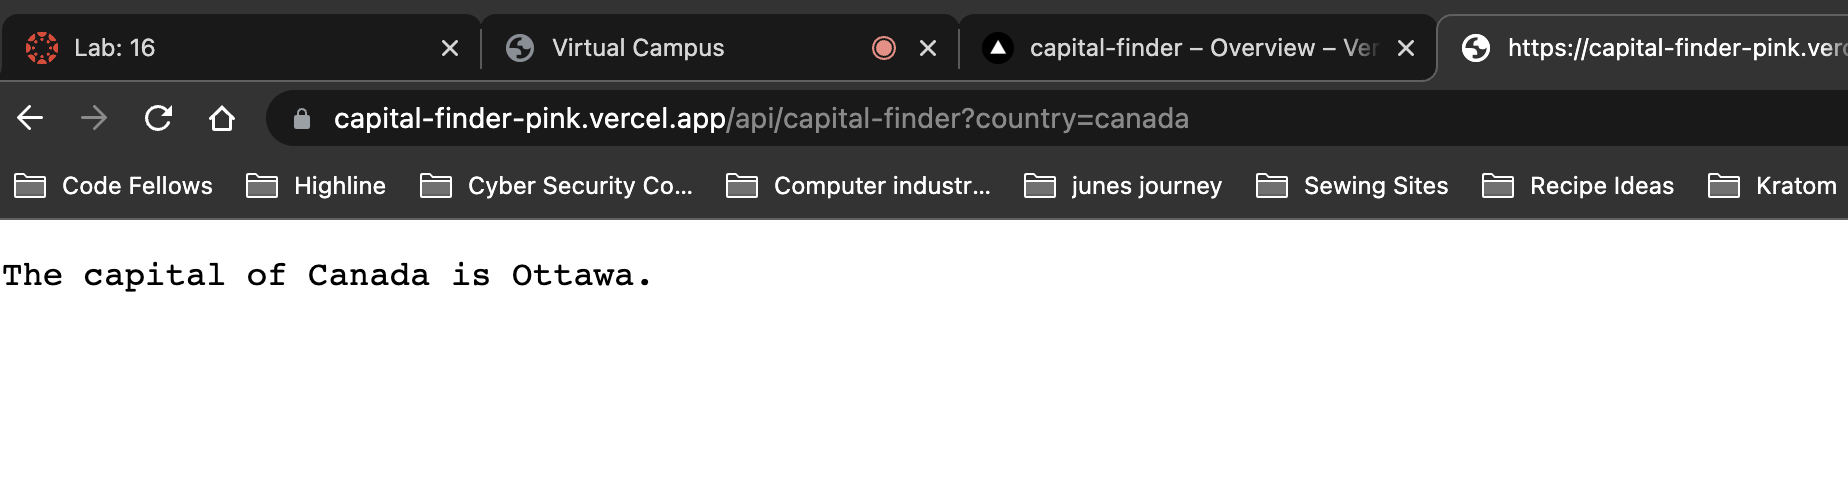 Lab: 16
Virtual Campus
capital-finder – Overview – Ver
https://capital-finder-pink.verc
capital-finder-pink.vercel.app/api/capital-finder?country=canada
Code Fellows
Highline
Cyber Security Co...
Computer industr...
junes journey
Sewing Sites
Recipe Ideas
Kratom
The capital of Canada is Ottawa.